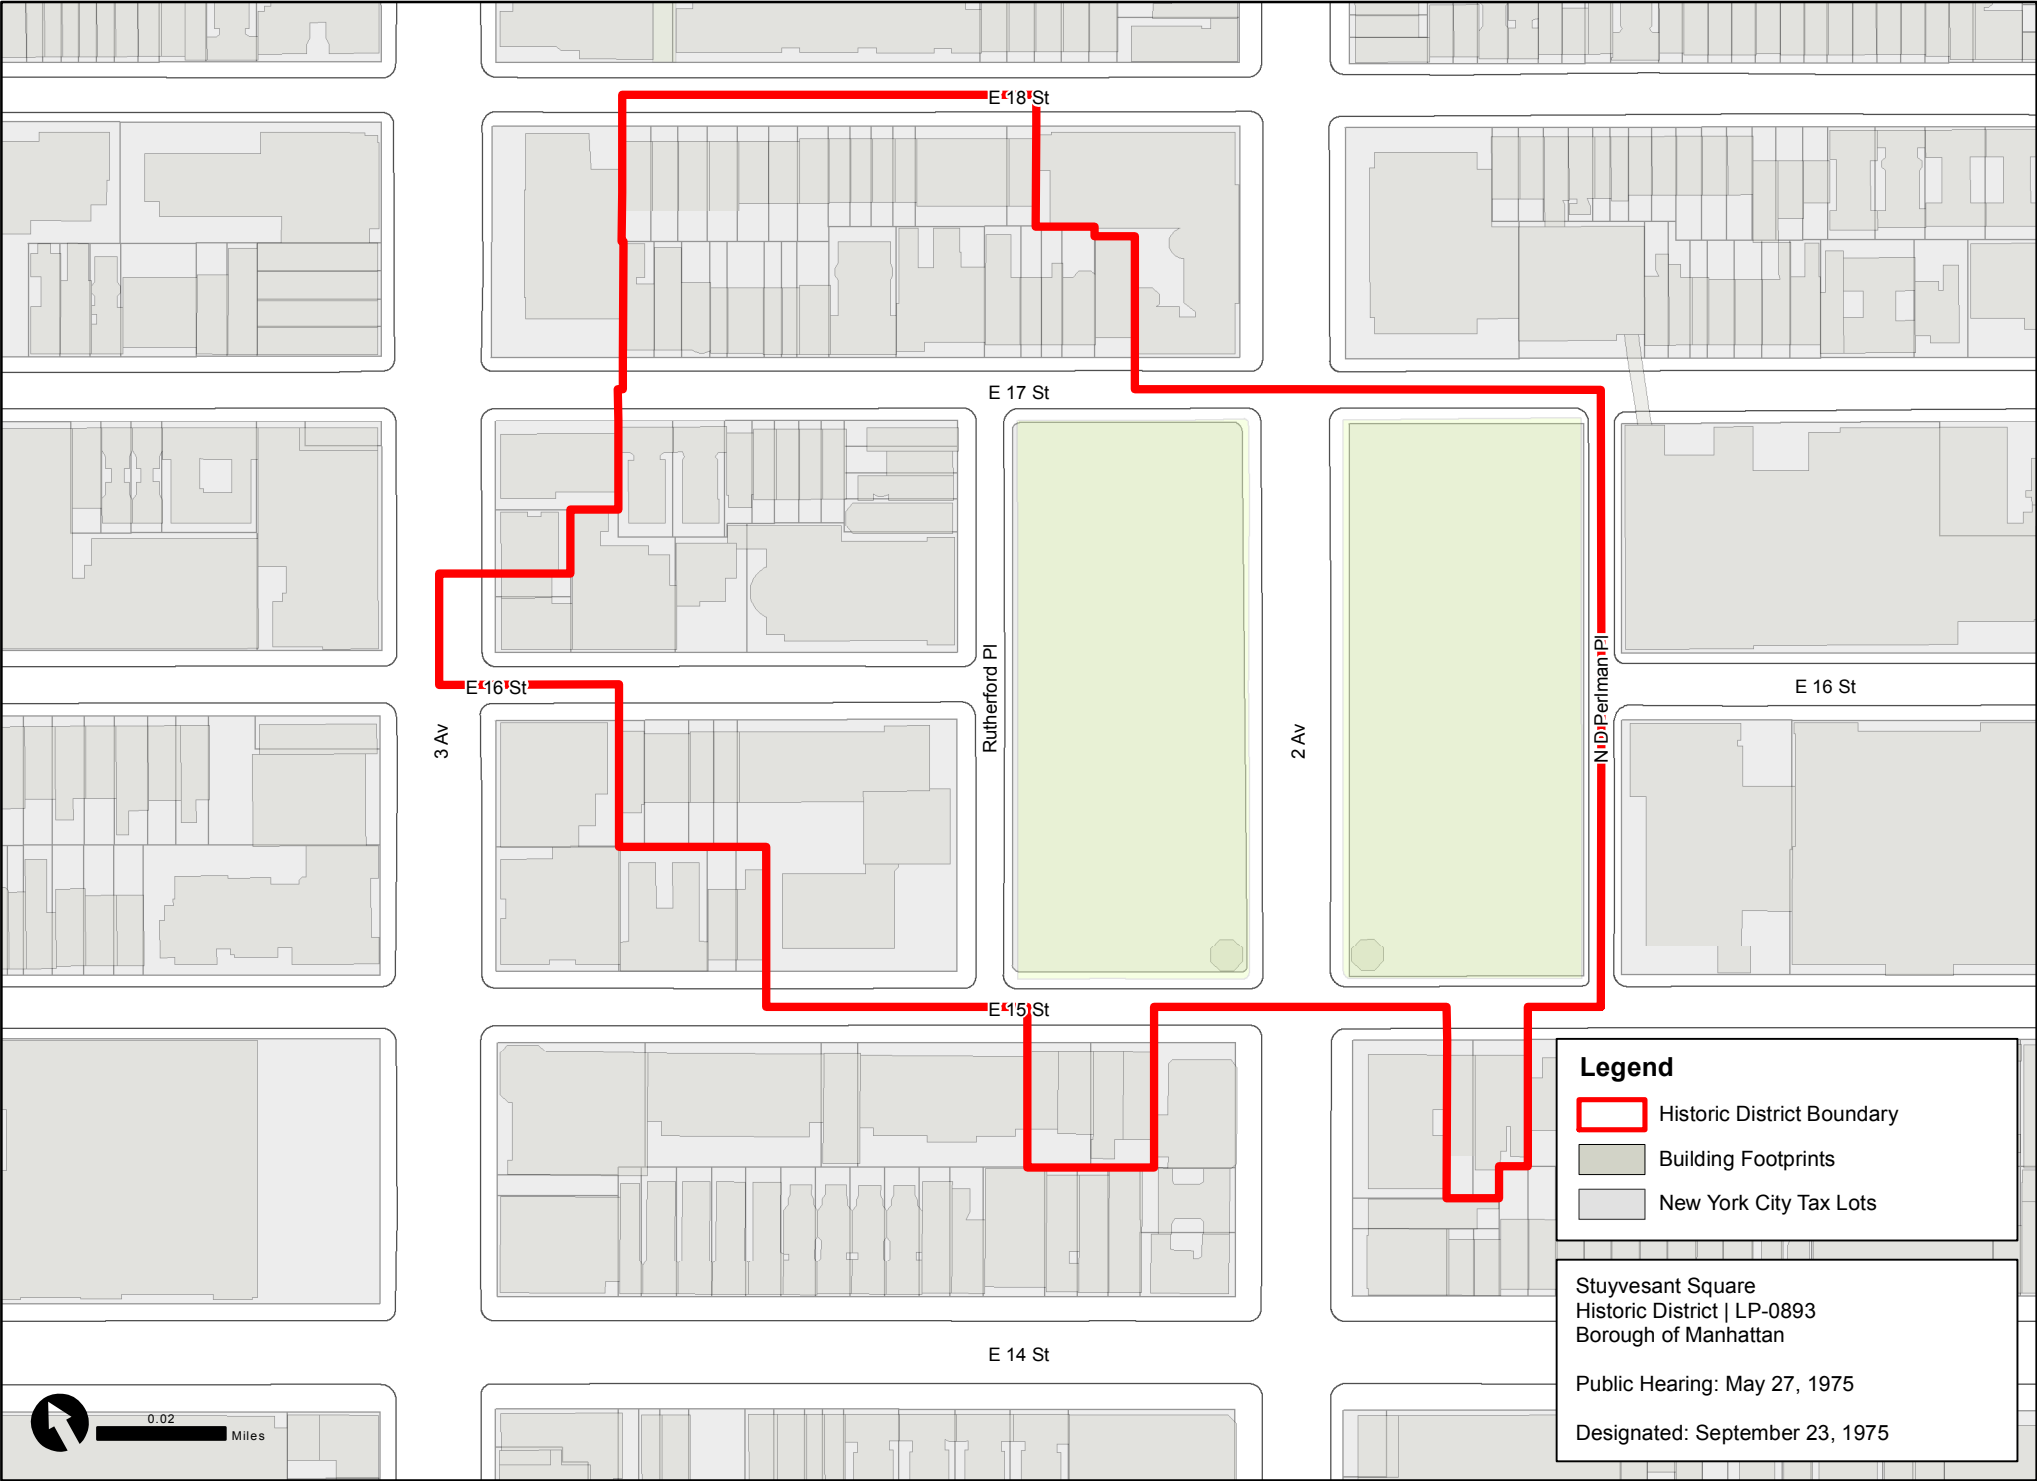 E 18 St
E 17 St
E 16 St
E 16 St
Rutherford Pl
N D Perlman Pl
3 Av
2 Av
E 15 St
E 14 St
Legend
Historic District Boundary
Building Footprints
New York City Tax Lots
Stuyvesant Square
Historic District | LP-0893
Borough of Manhattan
Public Hearing: May 27, 1975
Designated: September 23, 1975
0.02
Miles